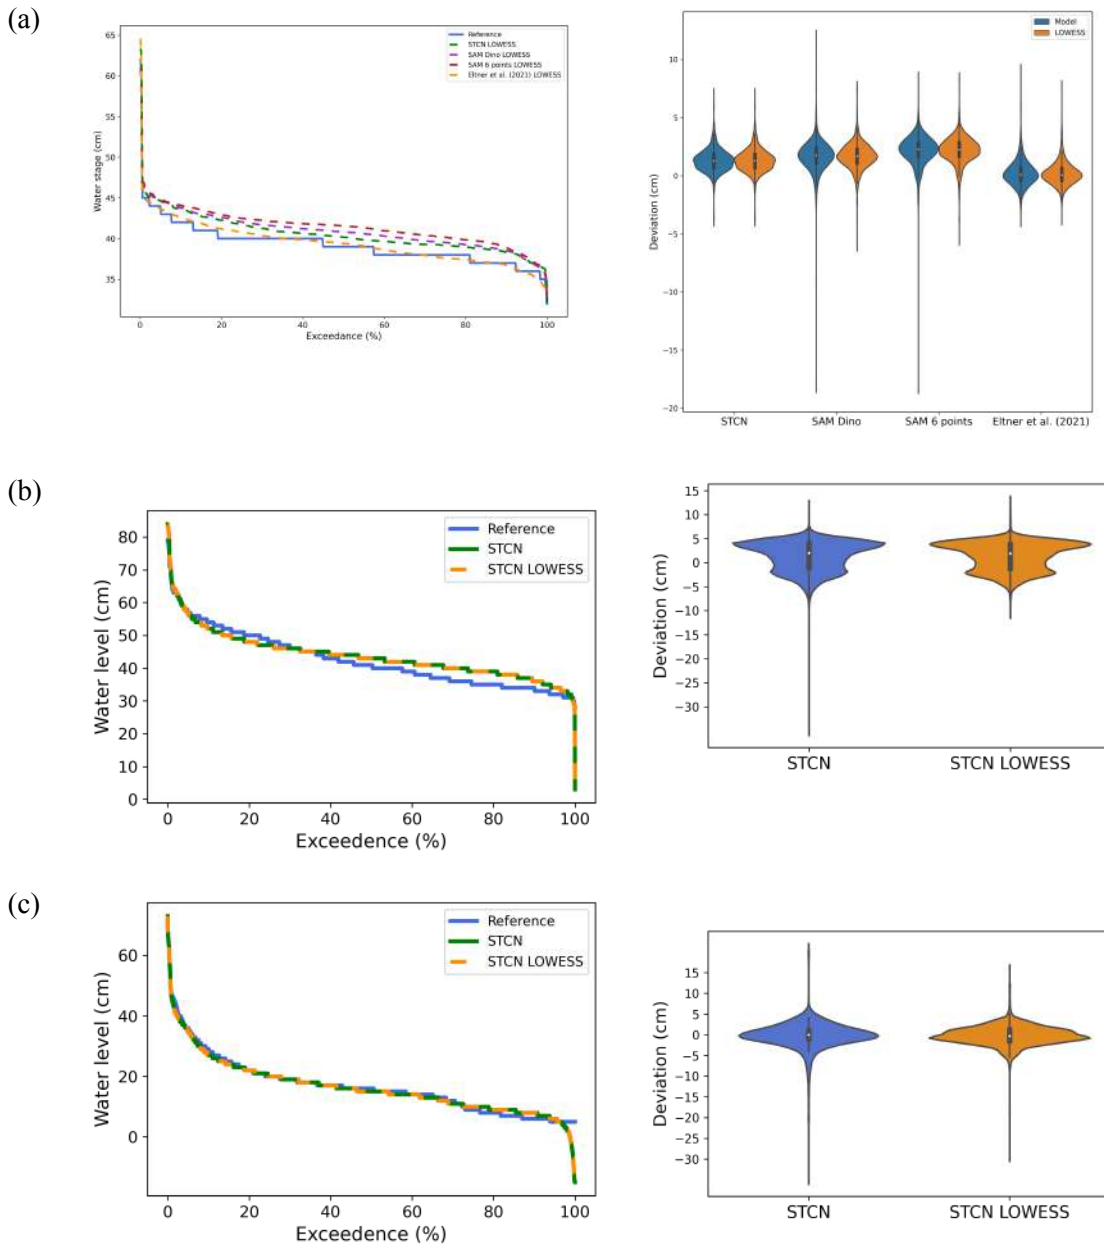 (a)
65
60
55
50
45
40
35
Water stage (cm)
0 20 40 60 80 100
Exceedance (%)
Reference
STCN LOWESS
SAM Dino LOWESS
SAM 6 points LOWESS
Eltner et al. (2021) LOWESS
10
5
0
−5
−10
−15
−20
Deviation (cm)
Model
LOWESS
STCN SAM Dino SAM 6 points Eltner et al. (2021)
(b)
80
70
60
50
40
30
20
10
0
Water level (cm)
0 20 40 60 80 100
Exceedence (%)
Reference
STCN
STCN LOWESS
15
10
5
0
−5
−10
−15
−20
−25
−30
Deviation (cm)
STCN STCN LOWESS
(c)
60
40
20
0
Water level (cm)
0 20 40 60 80 100
Exceedence (%)
Reference
STCN
STCN LOWESS
15
10
5
0
−5
−10
−15
−20
−25
−30
Deviation (cm)
STCN STCN LOWESS